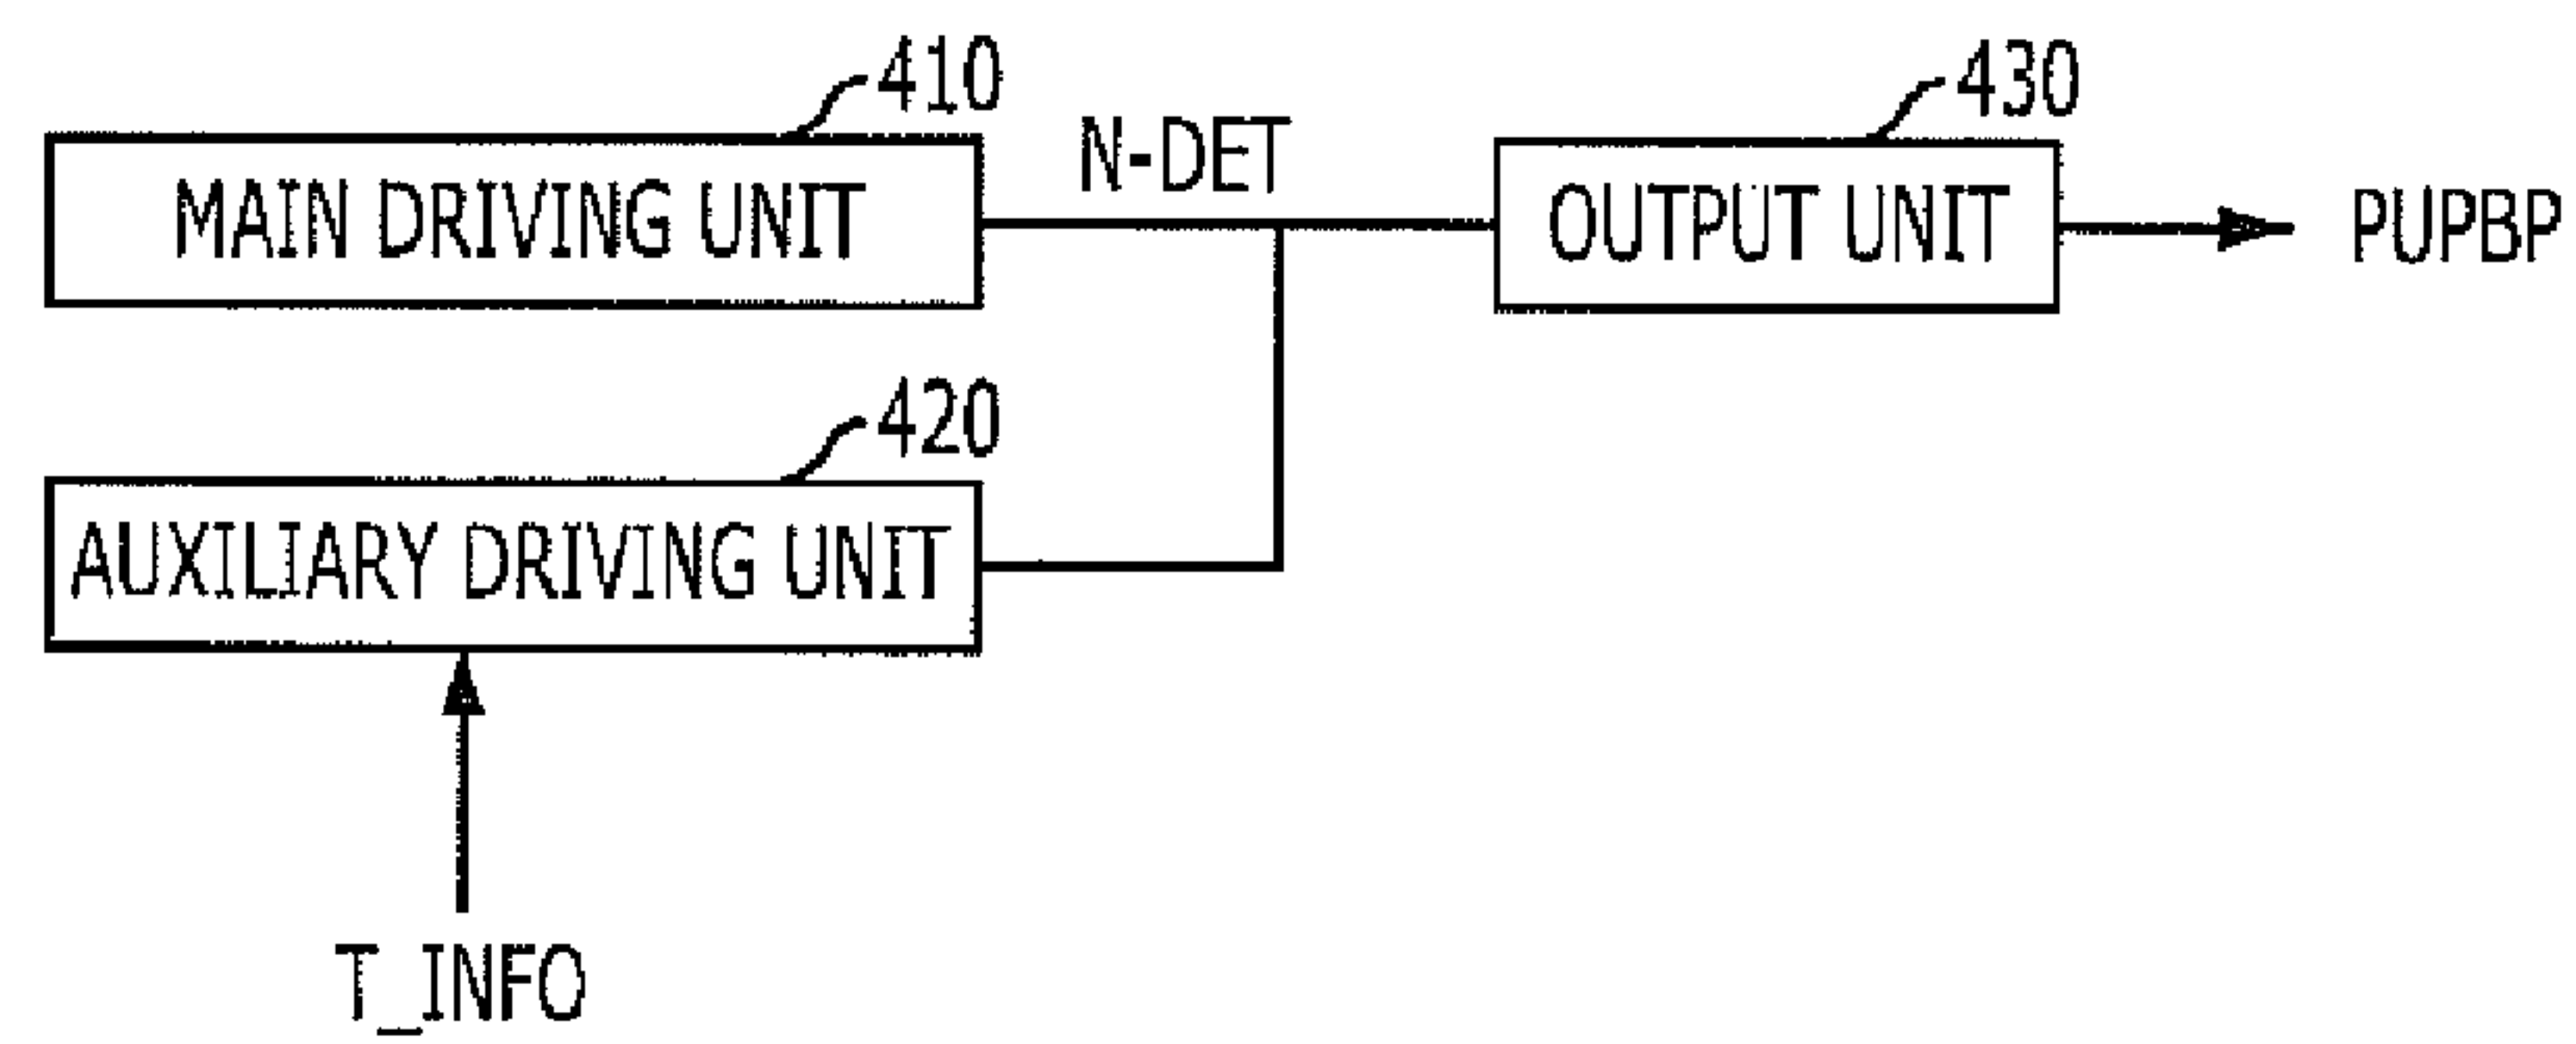 410
430
N-DET
MAIN DRIVING UNIT
OUTPUT UNIT
PUPBP
420
AUXILIARY DRIVING UNIT
T_INFO